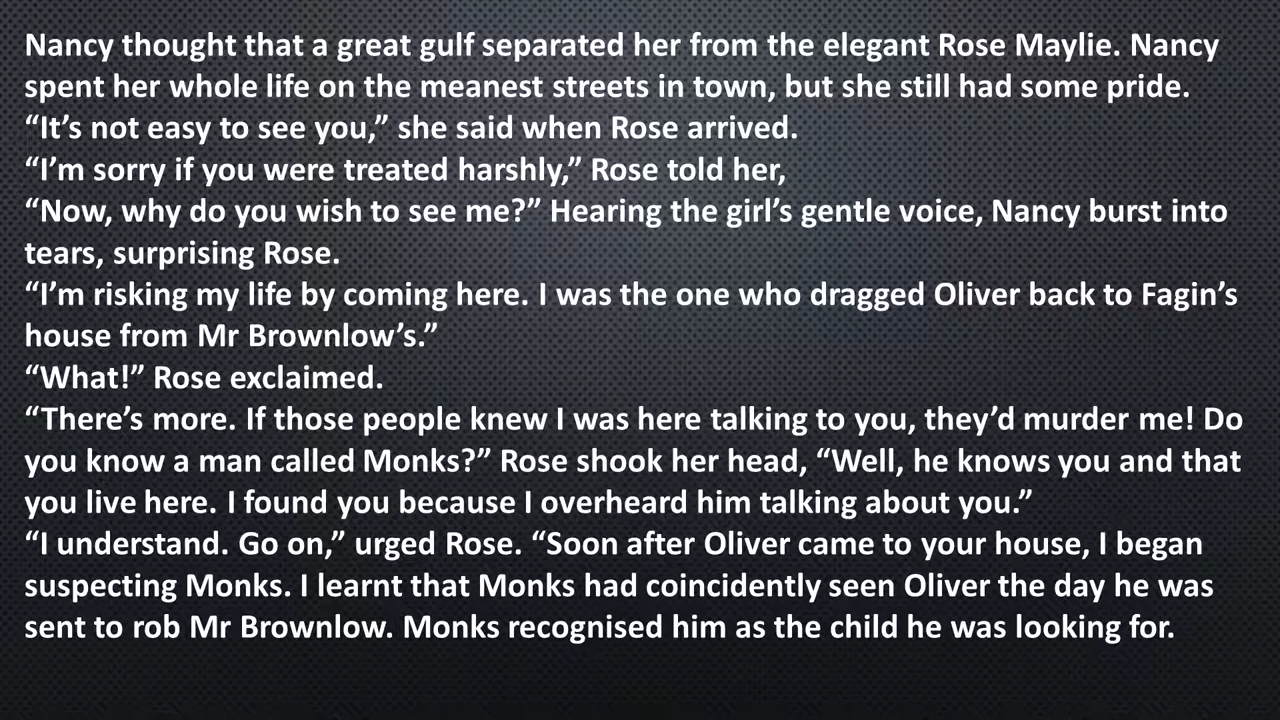 Nancy thought that a great gulf separated her from the elegant Rose Maylie. Nancy
spent her whole life on the meanest streets in town, but she still had some pride.
“It’s not easy to see you,” she said when Rose arrived.
“I’m sorry if you were treated harshly,” Rose told her,
“Now, why do you wish to see me?” Hearing the girl’s gentle voice, Nancy burst into
tears, surprising Rose.
“I’m risking my life by coming here. I was the one who dragged Oliver back to Fagin’s
house from Mr Brownlow’s.”
“What!” Rose exclaimed.
“There’s more. If those people knew I was here talking to you, they’d murder me! Do
you know a man called Monks?” Rose shook her head, “Well, he knows you and that
you live here. I found you because I overheard him talking about you.”
“I understand. Go on,” urged Rose. “Soon after Oliver came to your house, I began
suspecting Monks. I learnt that Monks had coincidently seen Oliver the day he was
sent to rob Mr Brownlow. Monks recognised him as the child he was looking for.